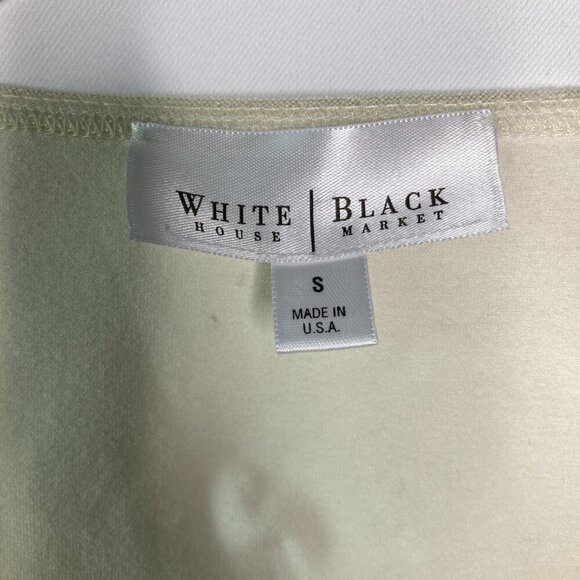 WHITE | BLACK
HOUSE | MARKET
S
MADE IN
U.S.A.